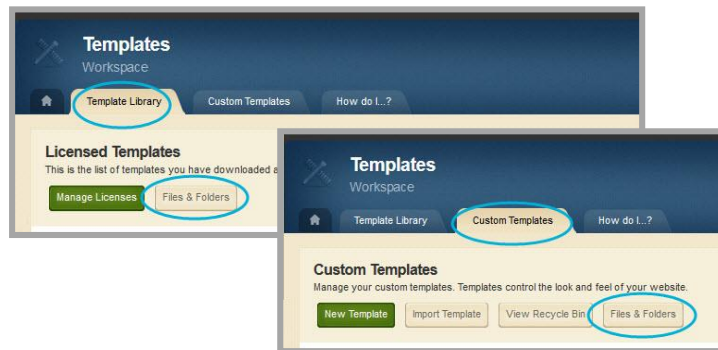 Templates
Workspace
Template Library Custom Templates How do I...?
Licensed Templates
This is the list of templates you have downloaded a
Manage Licenses Files & Folders
Templates
Workspace
Template Library Custom Templates How do I...?
Custom Templates
Manage your custom templates. Templates control the look and feel of your website.
New Template Import Template View Recycle Bin Files & Folders